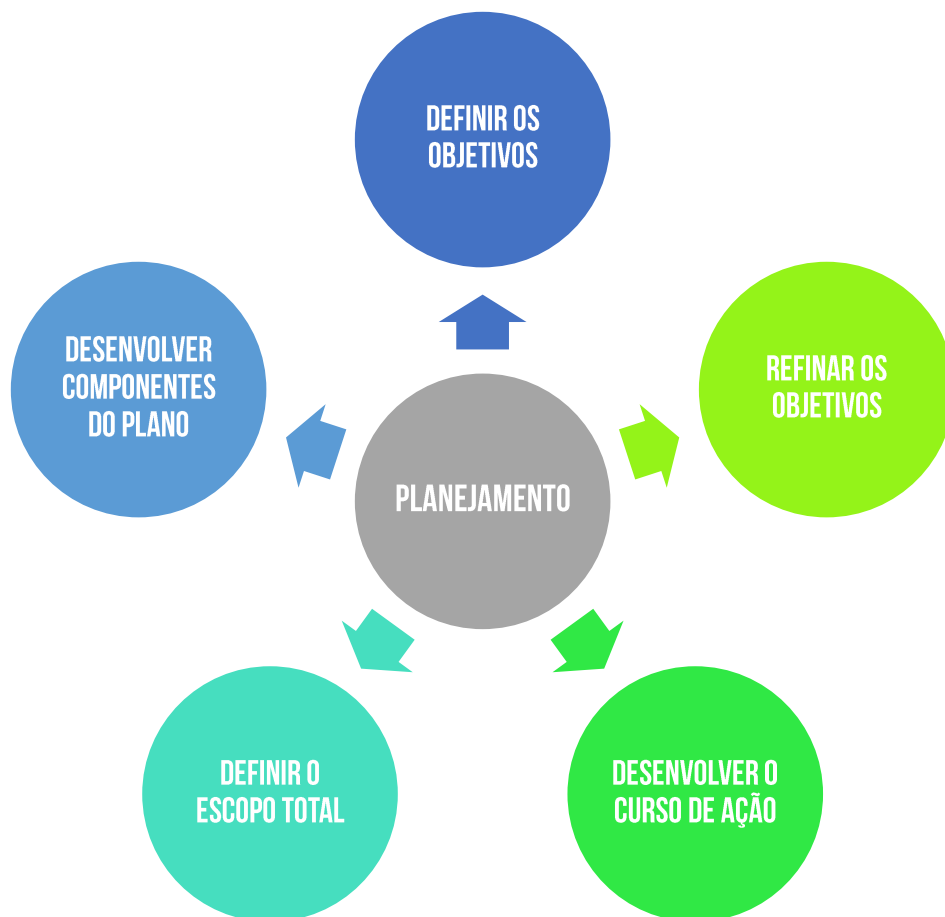 DEFINIR OS
OBJETIVOS
DESENVOLVER
COMPONENTES
DO PLANO
REFINAR OS
OBJETIVOS
PLANEJAMENTO
DEFINIR O
ESCOPO TOTAL
DESENVOLVER O
CURSO DE AÇÃO